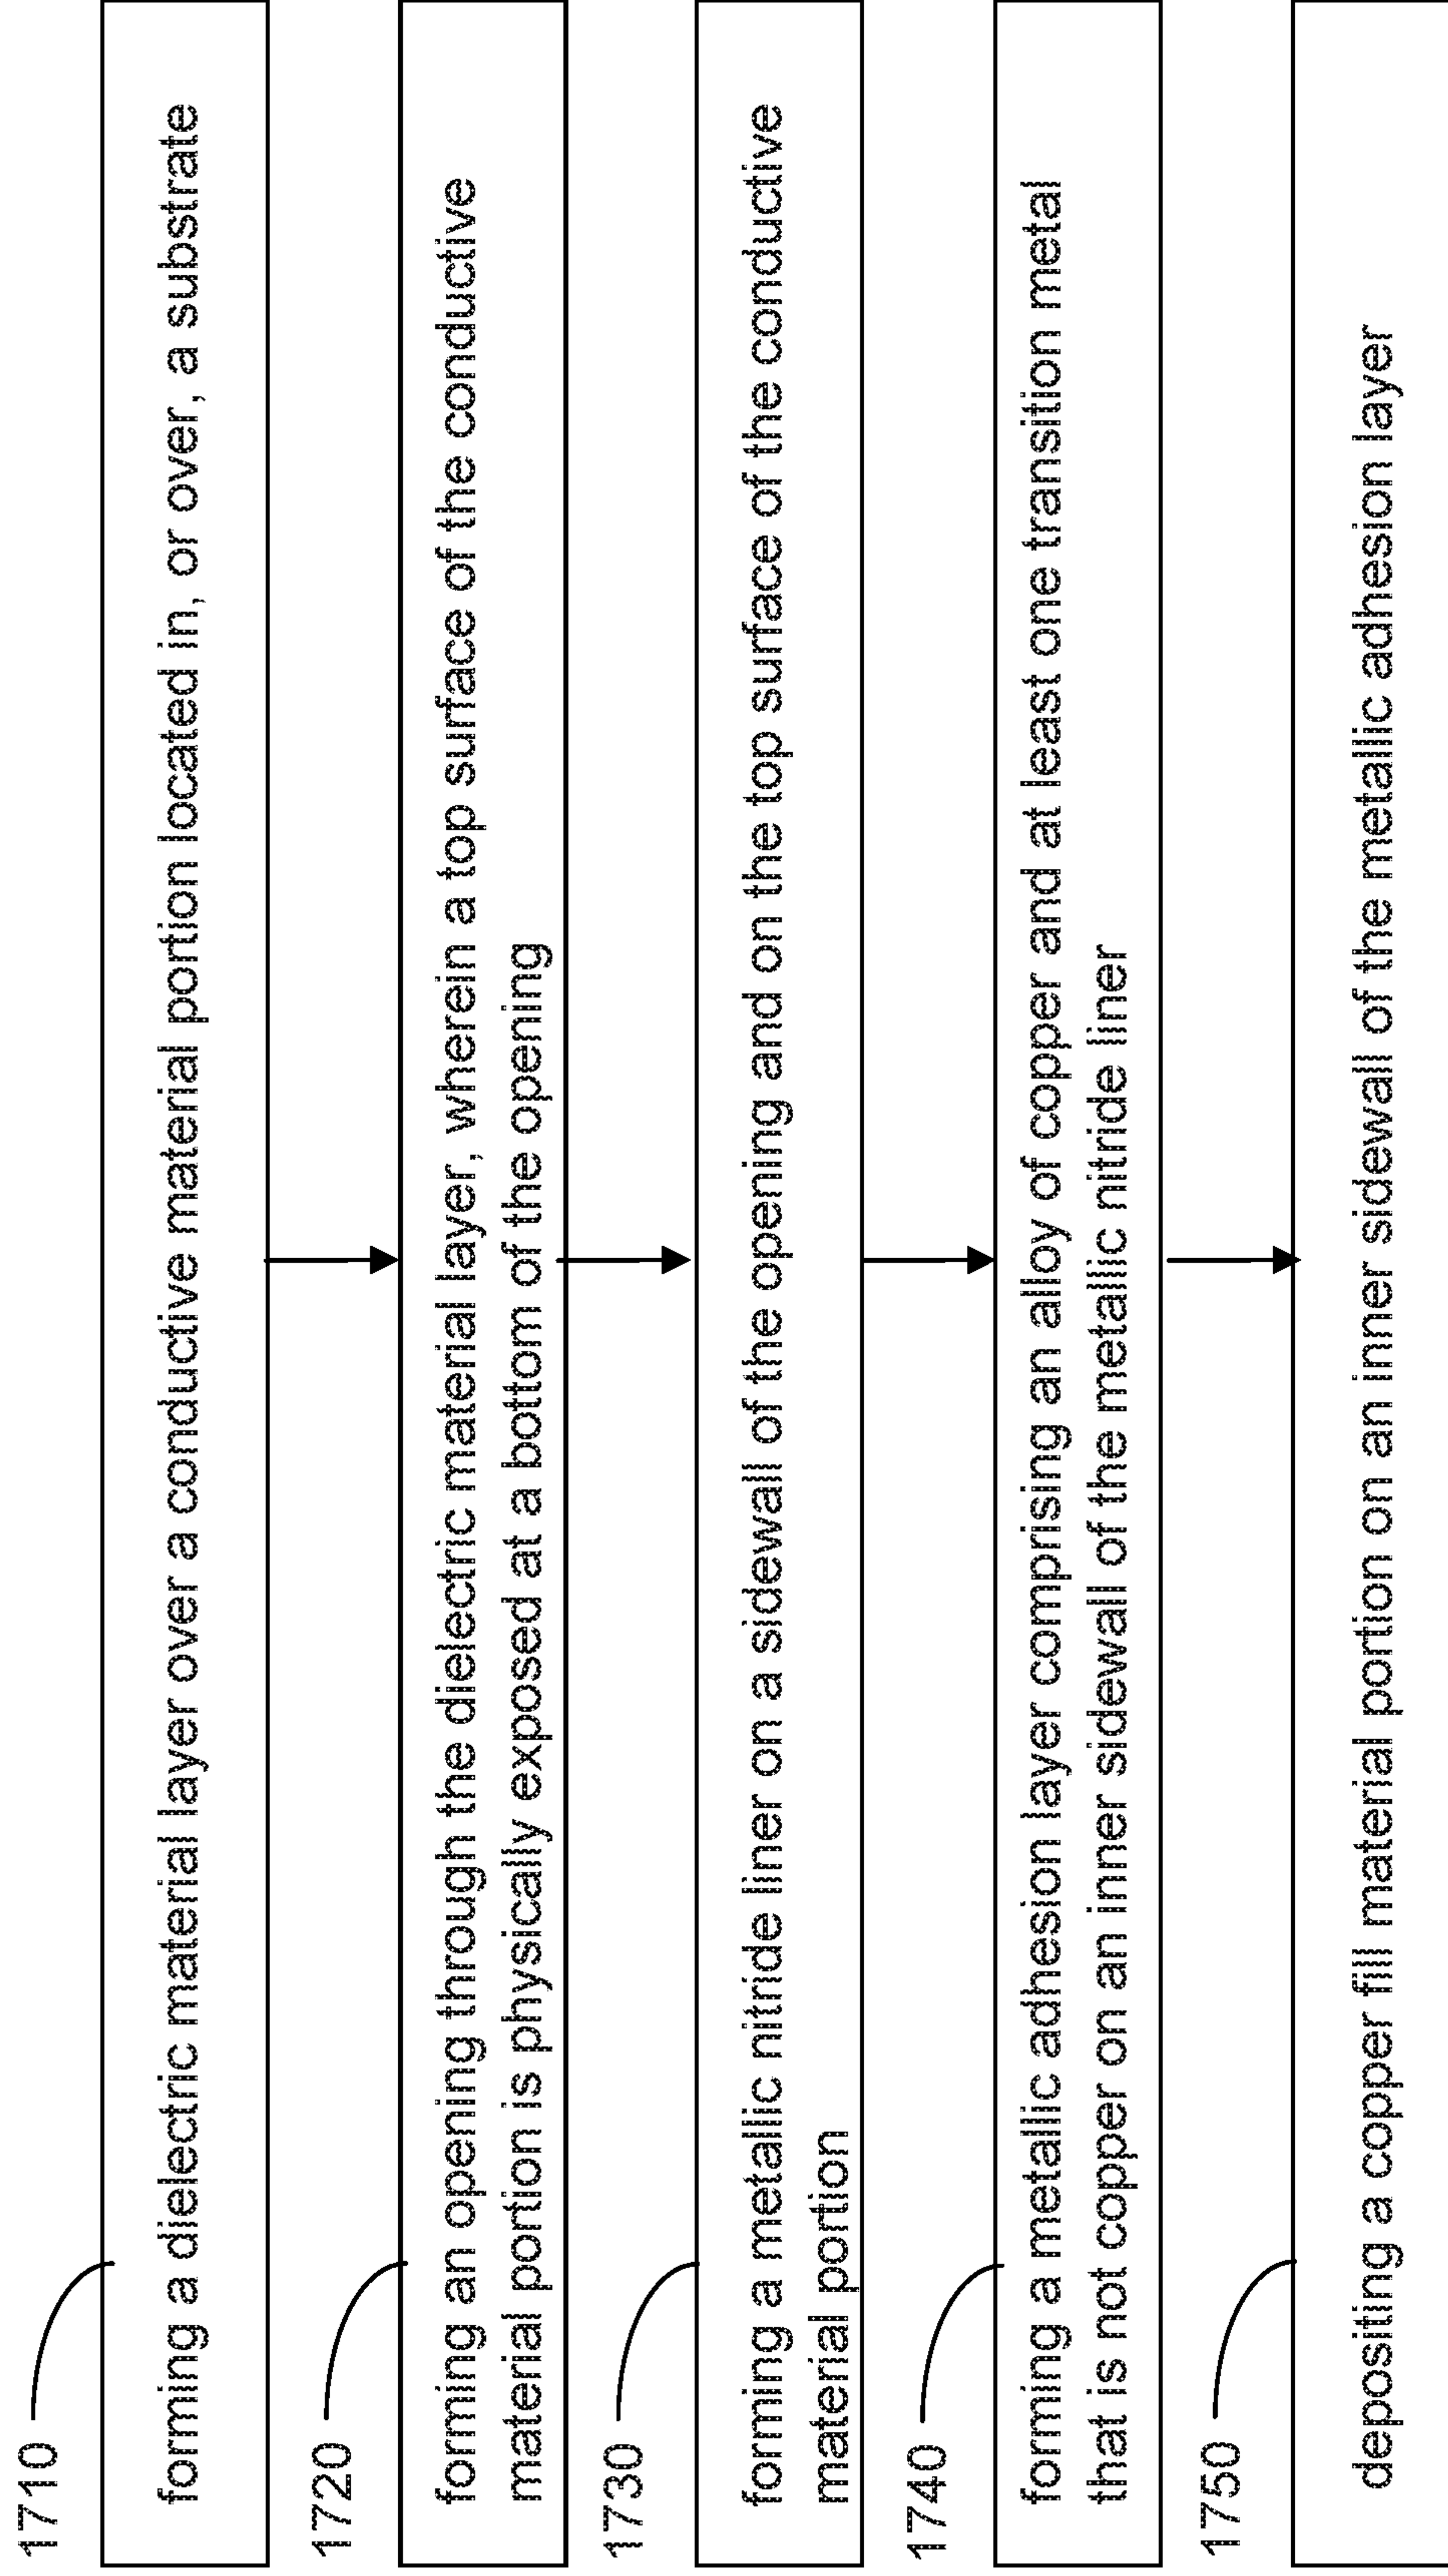 1710
forming a dielectric material layer over a conductive material portion located in, or over, a substrate
1720
forming an opening through the dielectric material layer, wherein a top surface of the conductive
material portion is physically exposed at a bottom of the opening
1730
forming a metallic nitride liner on a sidewall of the opening and on the top surface of the conductive
material portion
1740
forming a metallic adhesion layer comprising an alloy of copper and at least one transition metal
that is not copper on an inner sidewall of the metallic nitride liner
1750
depositing a copper fill material portion on an inner sidewall of the metallic adhesion layer